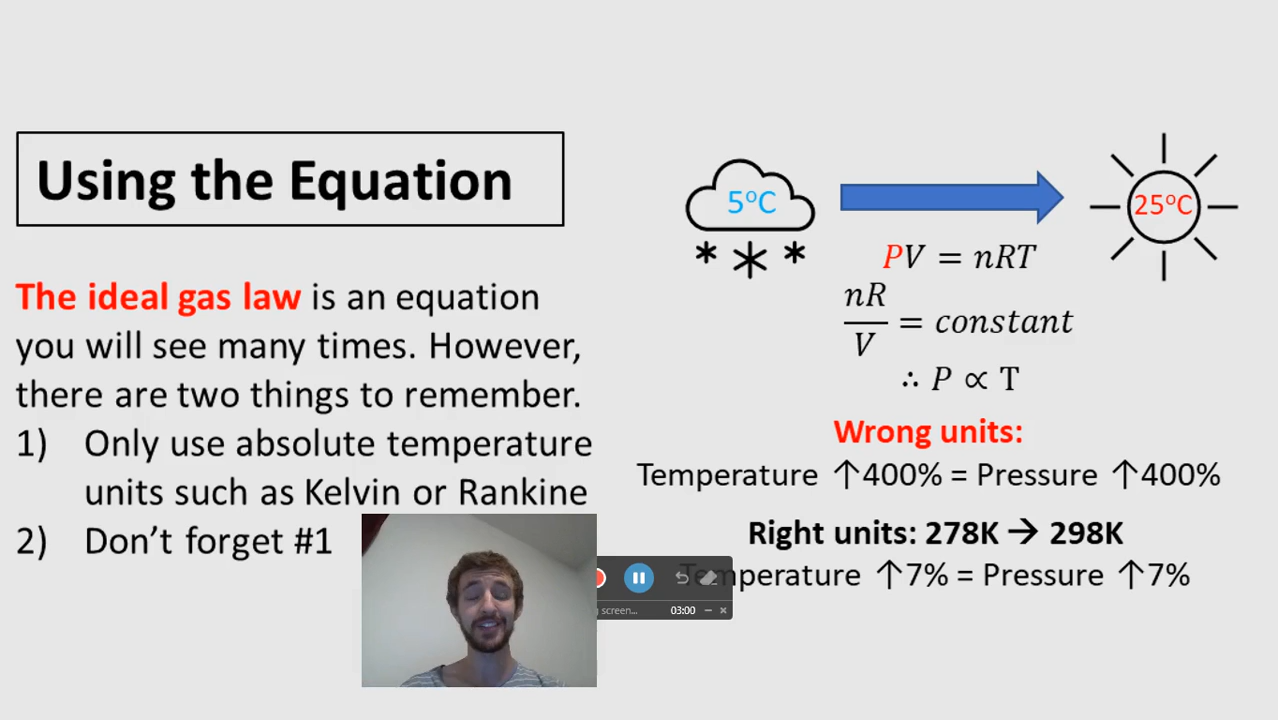 Using the Equation
The ideal gas law is an equation
you will see many times. However,
there are two things to remember.
1) Only use absolute temperature
units such as Kelvin or Rankine
2) Don't forget #1
5°C
25°C
PV = nRT
nR
/V = constant
∴ P ∝ T
Wrong units:
Temperature ↑400% = Pressure ↑400%
Right units: 278K → 298K
Temperature ↑7% = Pressure ↑7%
screen...
03:00